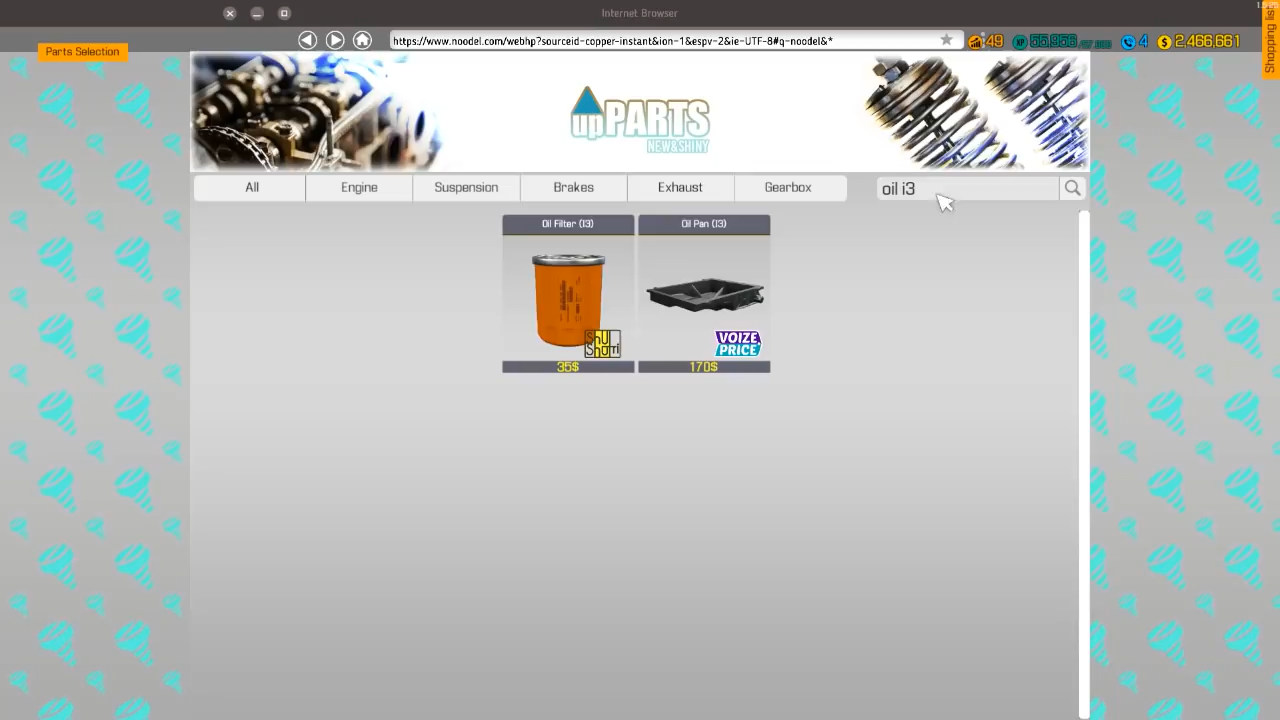 Internet Browser
Parts Selection
https://www.noodel.com/webhp?sourceid-copper-instant&ion-1&espv-2&ie-UTF-8#q-noodel&*
49
XP
4
$ 2,466,661
Shopping list
upPARTS
NEW&SHINY
All
Engine
Suspension
Brakes
Exhaust
Gearbox
oil i3
Oil Filter (I3)
Oil Pan (I3)
VOIZE
PRICE
35$
170$